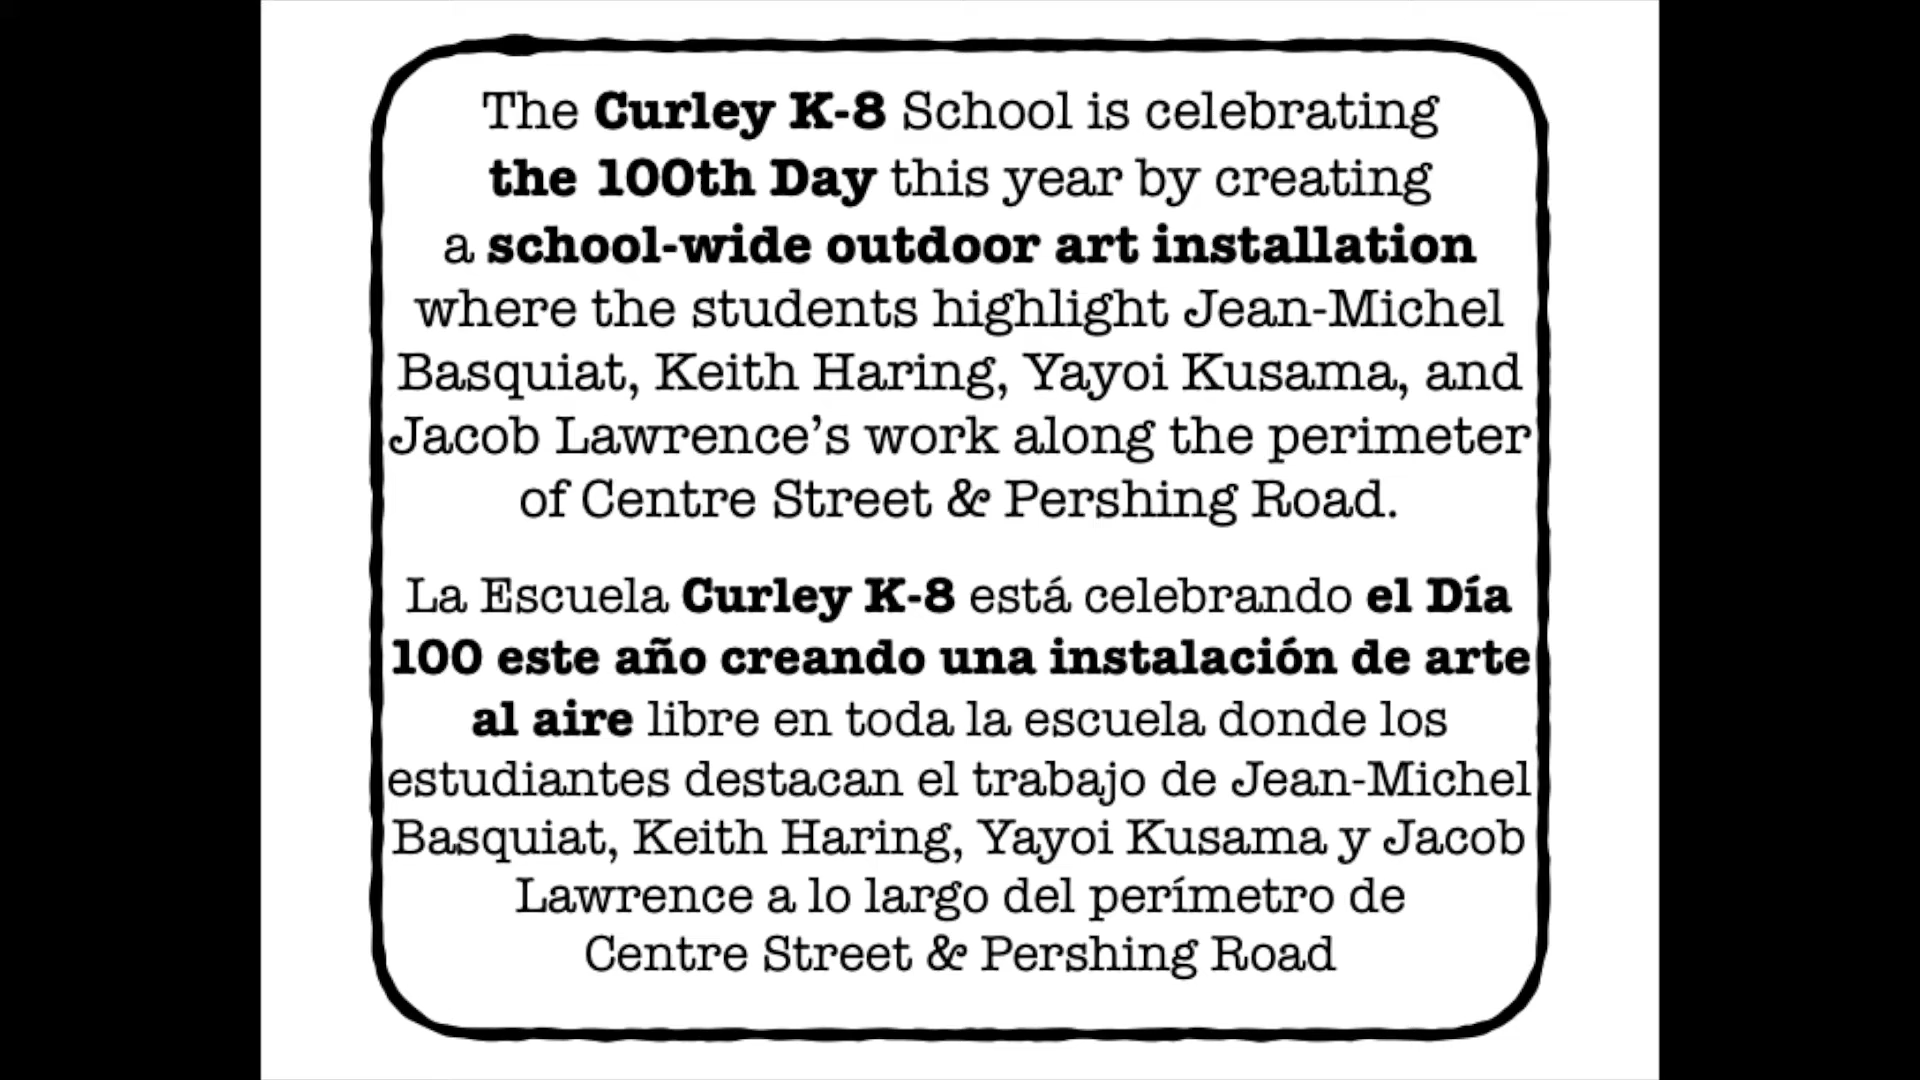 The Curley K-8 School is celebrating
the 100th Day this year by creating
a school-wide outdoor art installation
where the students highlight Jean-Michel
Basquiat, Keith Haring, Yayoi Kusama, and
Jacob Lawrence’s work along the perimeter
of Centre Street & Pershing Road.
La Escuela Curley K-8 está celebrando el Día
100 este año creando una instalación de arte
al aire libre en toda la escuela donde los
estudiantes destacan el trabajo de Jean-Michel
Basquiat, Keith Haring, Yayoi Kusama y Jacob
Lawrence a lo largo del perímetro de
Centre Street & Pershing Road